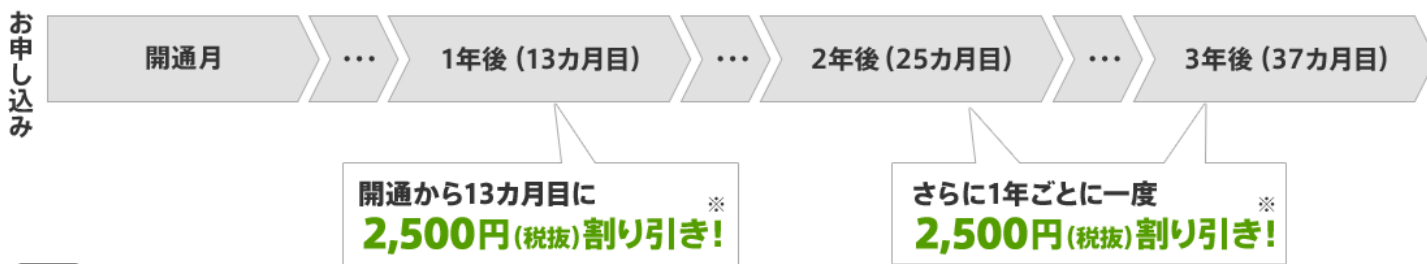 お申し込み
開通月
…
1年後（13カ月目）
…
2年後（25カ月目）
…
3年後（37カ月目）
開通から13カ月目に
※
2,500円（税抜）割り引き！
さらに1年ごとに一度
※
2,500円（税抜）割り引き！